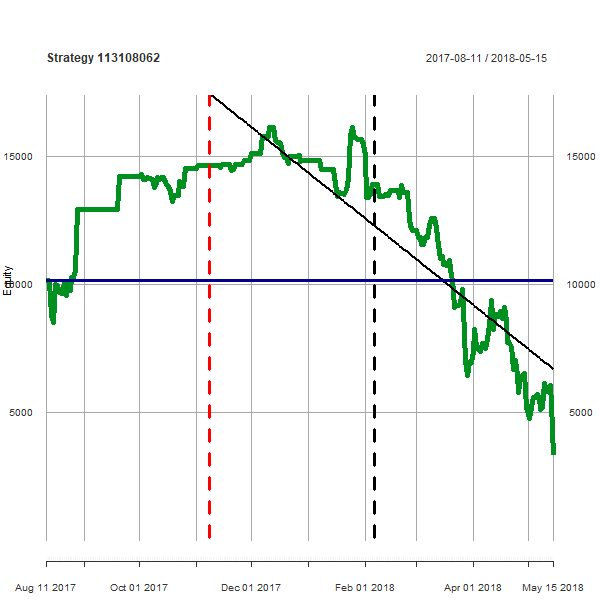 Strategy 113108062
2017-08-11 / 2018-05-15
15000
15000
Equity
10000
10000
5000
5000
Aug 11 2017
Oct 01 2017
Dec 01 2017
Feb 01 2018
Apr 01 2018
May 15 2018